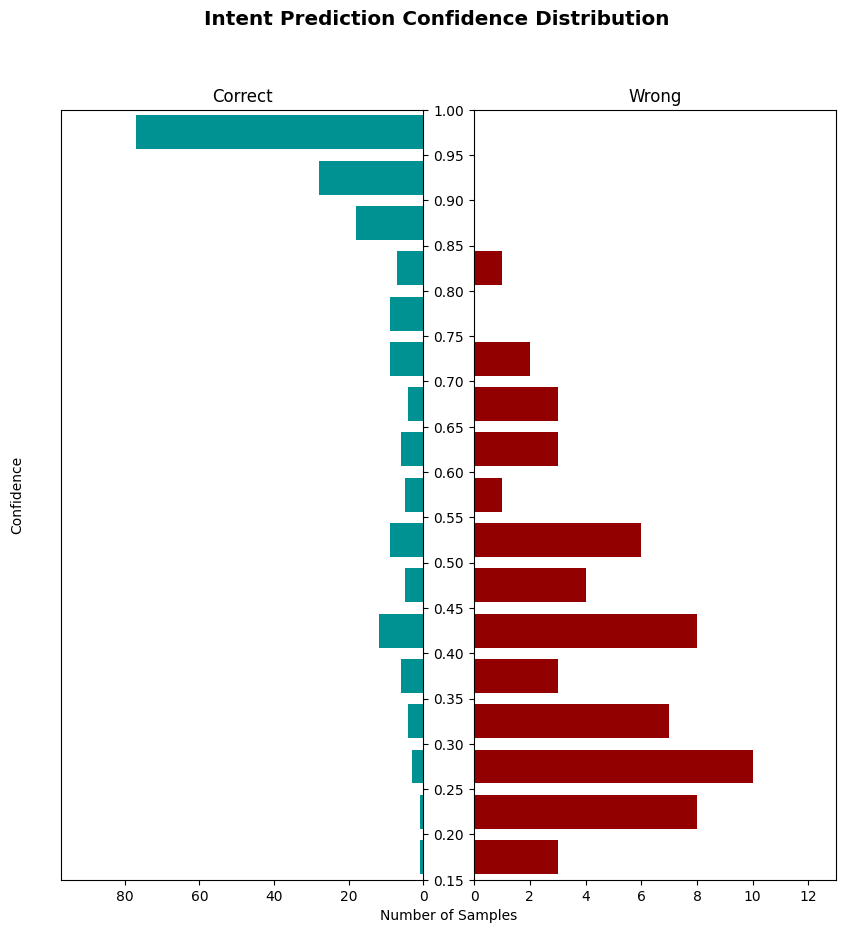 Intent Prediction Confidence Distribution
Correct
Wrong
1.00
0.95
0.90
0.85
0.80
0.75
0.70
0.65
0.60
0.55
0.50
0.45
0.40
0.35
0.30
0.25
0.20
0.15
Confidence
80 60 40 20 0
0 2 4 6 8 10 12
Number of Samples